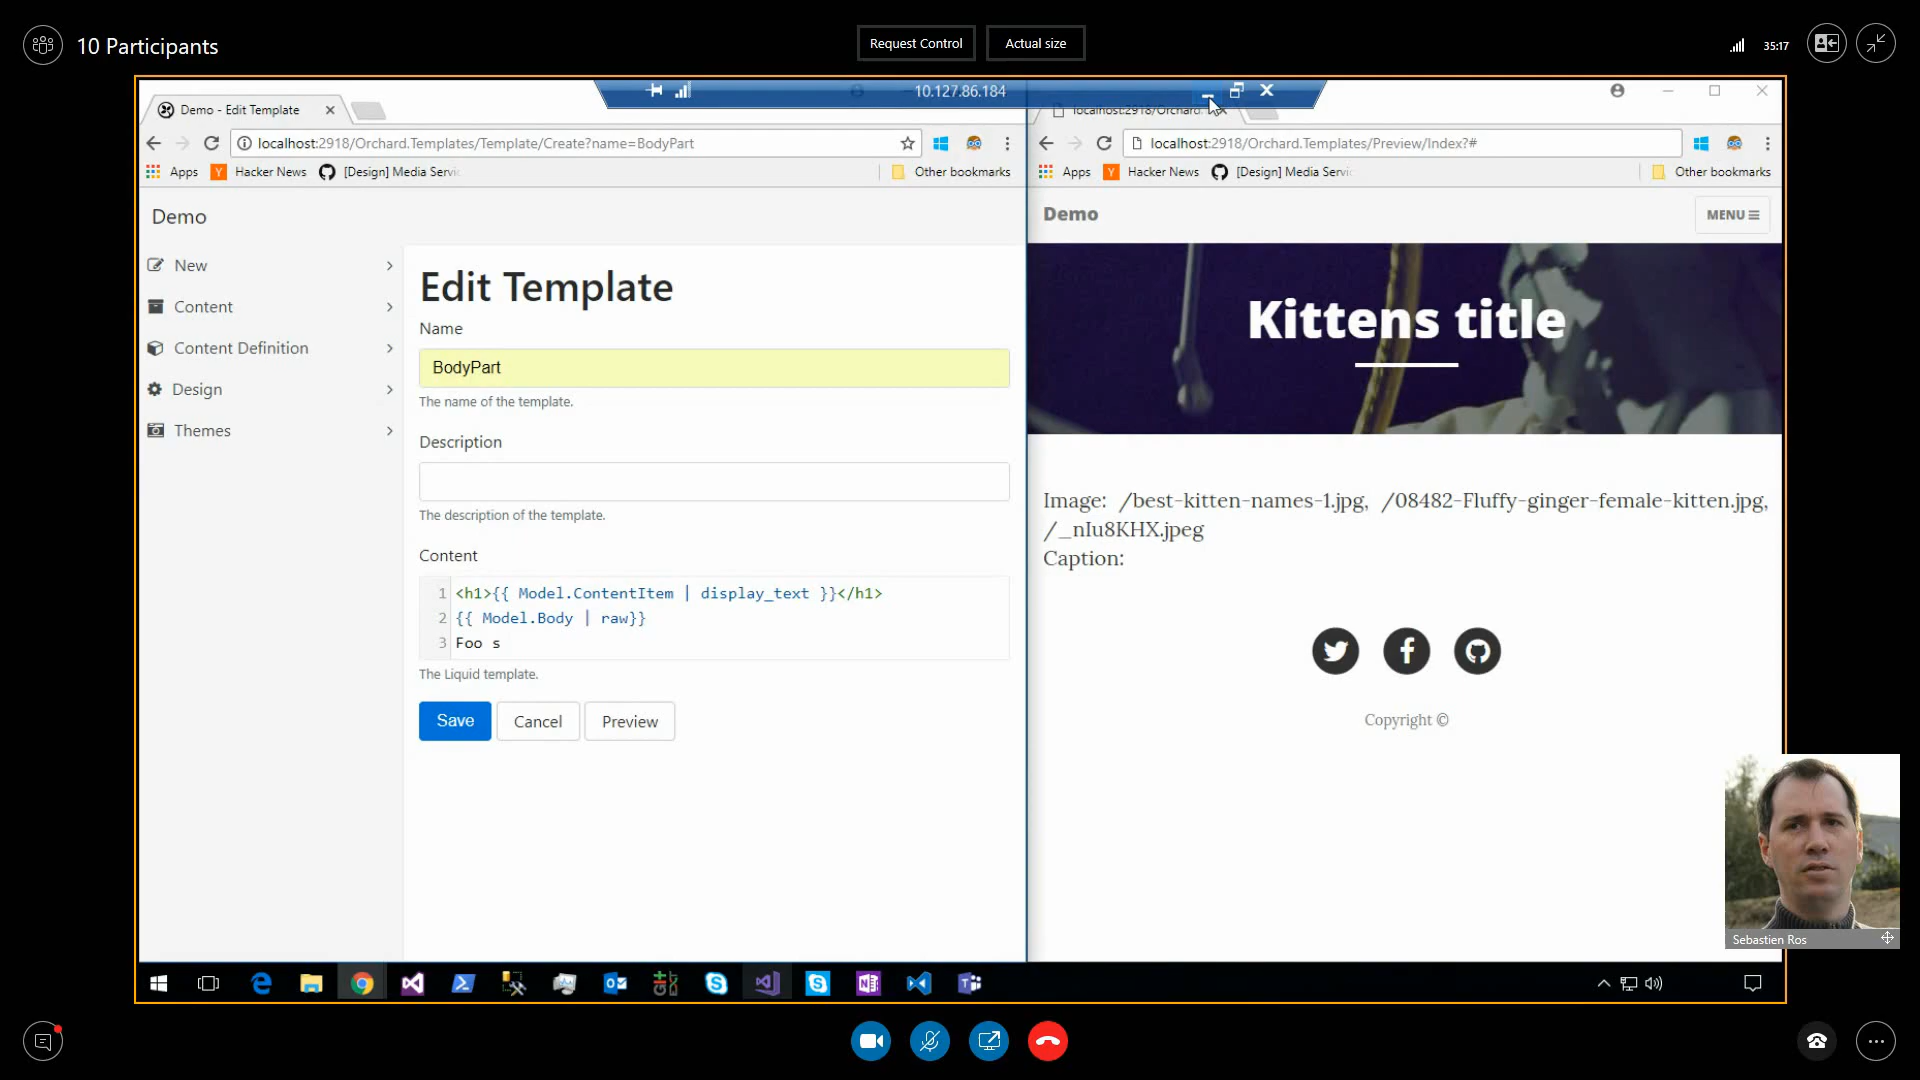 10 Participants
Request Control
Actual size
35:17
10.127.86.184
Demo - Edit Template
localhost:2918/Orchard.Templates/Template/Create?name=BodyPart
Apps
Hacker News
[Design] Media Servic
Other bookmarks
localhost:2918/Orchard.
localhost:2918/Orchard.Templates/Preview/Index?#
Apps
Hacker News
[Design] Media Servic
Other bookmarks
Demo
New
Content
Content Definition
Design
Themes
Edit Template
Name
BodyPart
The name of the template.
Description
The description of the template.
Content
1 <h1>{{ Model.ContentItem | display_text }}</h1>
2 {{ Model.Body | raw}}
3 Foo s
The Liquid template.
Save
Cancel
Preview
Demo
MENU
Kittens title
Image: /best-kitten-names-1.jpg, /08482-Fluffy-ginger-female-kitten.jpg,
/_nIu8KHX.jpeg
Caption:
Copyright ©
Sebastien Ros